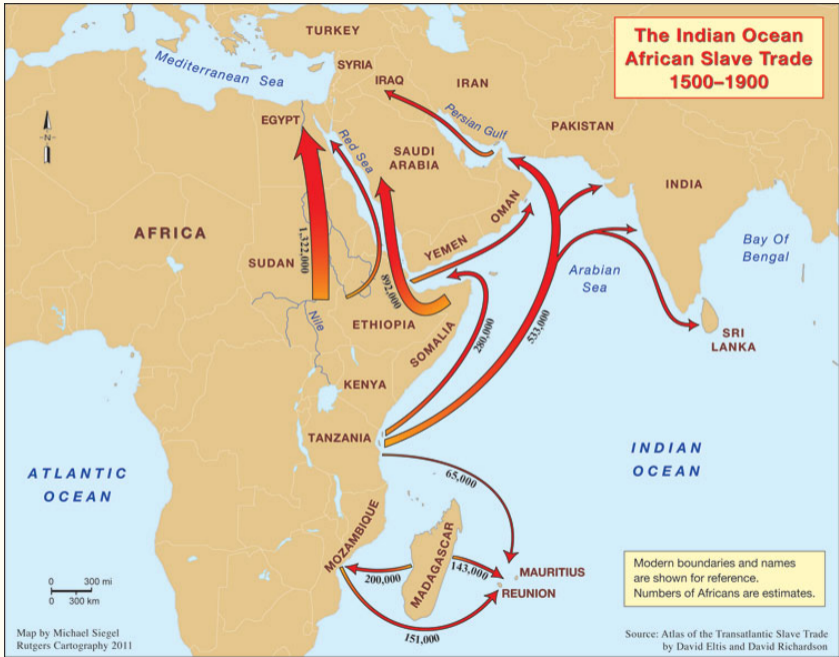 The Indian Ocean
African Slave Trade
1500–1900
TURKEY
Mediterranean Sea
SYRIA
IRAQ
IRAN
Persian Gulf
PAKISTAN
N
EGYPT
Red Sea
SAUDI
ARABIA
INDIA
OMAN
YEMEN
AFRICA
1,322,000
SUDAN
892,000
Arabian
Sea
Bay Of
Bengal
Nile
ETHIOPIA
SOMALIA
280,000
533,000
SRI
LANKA
KENYA
TANZANIA
ATLANTIC
OCEAN
INDIAN
OCEAN
65,000
MOZAMBIQUE
MADAGASCAR
200,000
143,000
MAURITIUS
REUNION
151,000
0 300 mi
0 300 km
Modern boundaries and names
are shown for reference.
Numbers of Africans are estimates.
Map by Michael Siegel
Rutgers Cartography 2011
Source: Atlas of the Transatlantic Slave Trade
by David Eltis and David Richardson